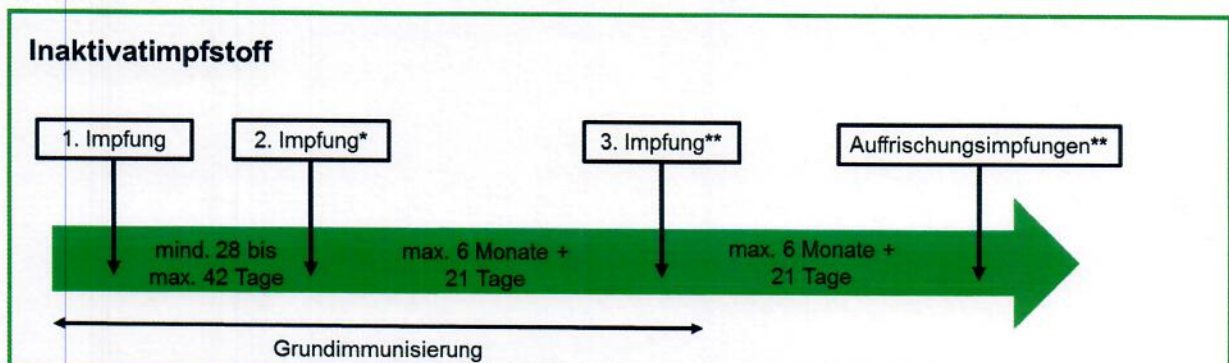 Inaktivatimpfstoff
1. Impfung
2. Impfung*
3. Impfung**
Auffrischungsimpfungen**
mind. 28 bis
max. 42 Tage
max. 6 Monate +
21 Tage
max. 6 Monate +
21 Tage
Grundimmunisierung